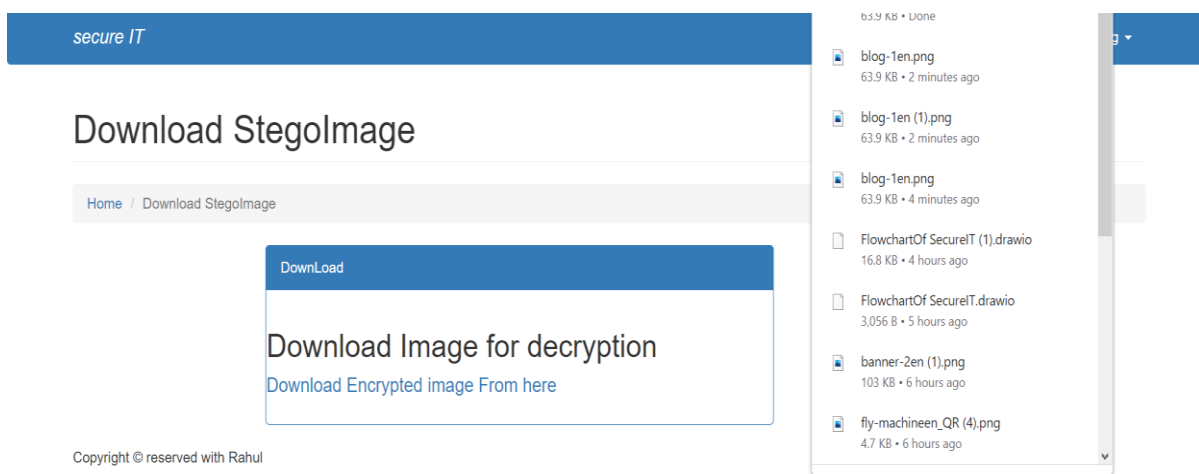 secure IT
Download StegoImage
Home / Download StegoImage
DownLoad
Download Image for decryption
Download Encrypted image From here
Copyright © reserved with Rahul
63.9 KB • Done
blog-1en.png
63.9 KB • 2 minutes ago
blog-1en (1).png
63.9 KB • 2 minutes ago
blog-1en.png
63.9 KB • 4 minutes ago
FlowchartOf SecureIT (1).drawio
16.8 KB • 4 hours ago
FlowchartOf SecureIT.drawio
3,056 B • 5 hours ago
banner-2en (1).png
103 KB • 6 hours ago
fly-machineen_QR (4).png
4.7 KB • 6 hours ago